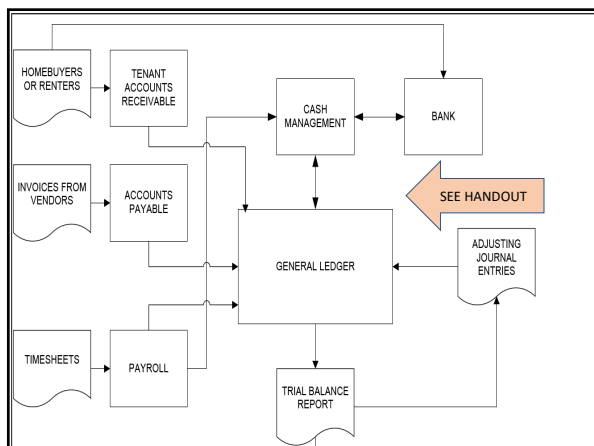 HOMEBUYERS
OR RENTERS
TENANT
ACCOUNTS
RECEIVABLE
CASH
MANAGEMENT
BANK
INVOICES FROM
VENDORS
ACCOUNTS
PAYABLE
SEE HANDOUT
GENERAL LEDGER
ADJUSTING
JOURNAL
ENTRIES
TIMESHEETS
PAYROLL
TRIAL BALANCE
REPORT